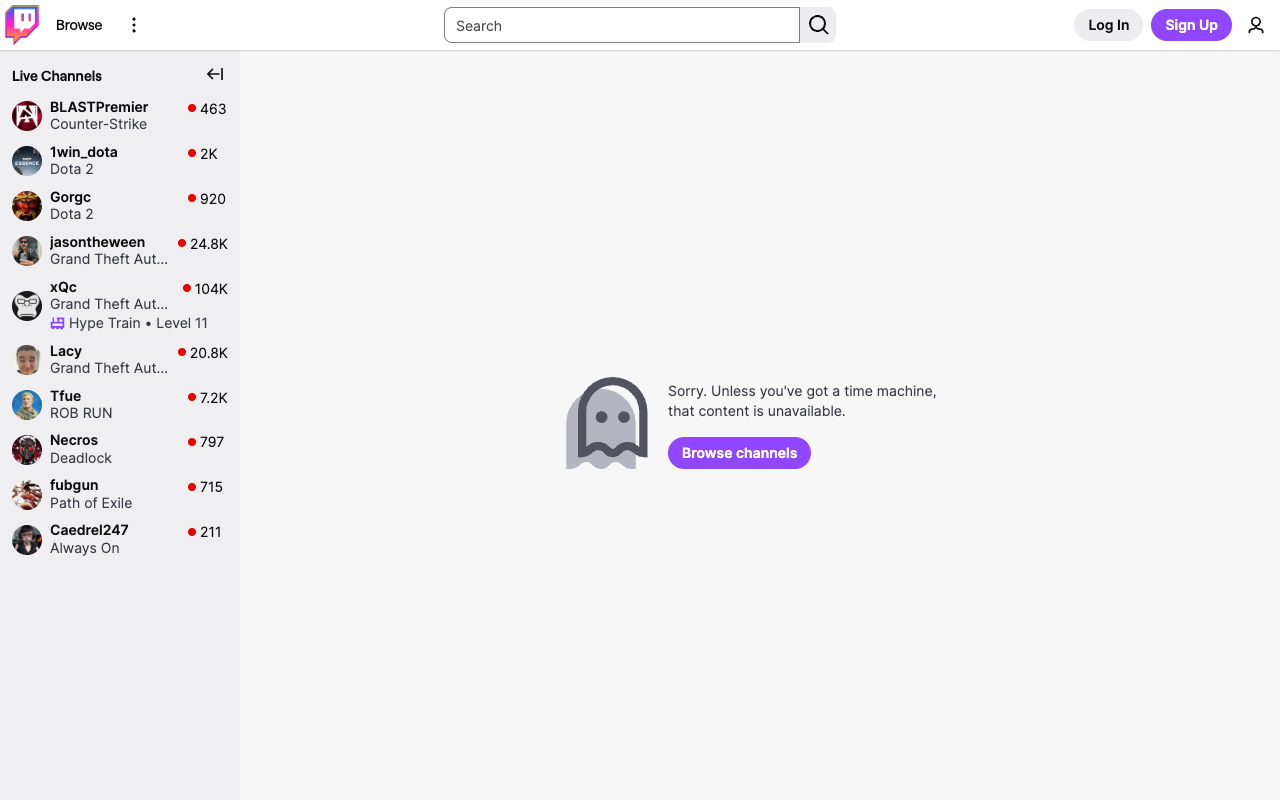 Browse
Search
Log In
Sign Up
Live Channels
BLASTPremier
463
Counter-Strike
1win_dota
2K
Dota 2
Gorgc
920
Dota 2
jasontheween
24.8K
Grand Theft Aut...
xQc
104K
Grand Theft Aut...
Hype Train • Level 11
Lacy
20.8K
Grand Theft Aut...
Tfue
7.2K
ROB RUN
Necros
797
Deadlock
fubgun
715
Path of Exile
Caedrel247
211
Always On
Sorry. Unless you've got a time machine,
that content is unavailable.
Browse channels